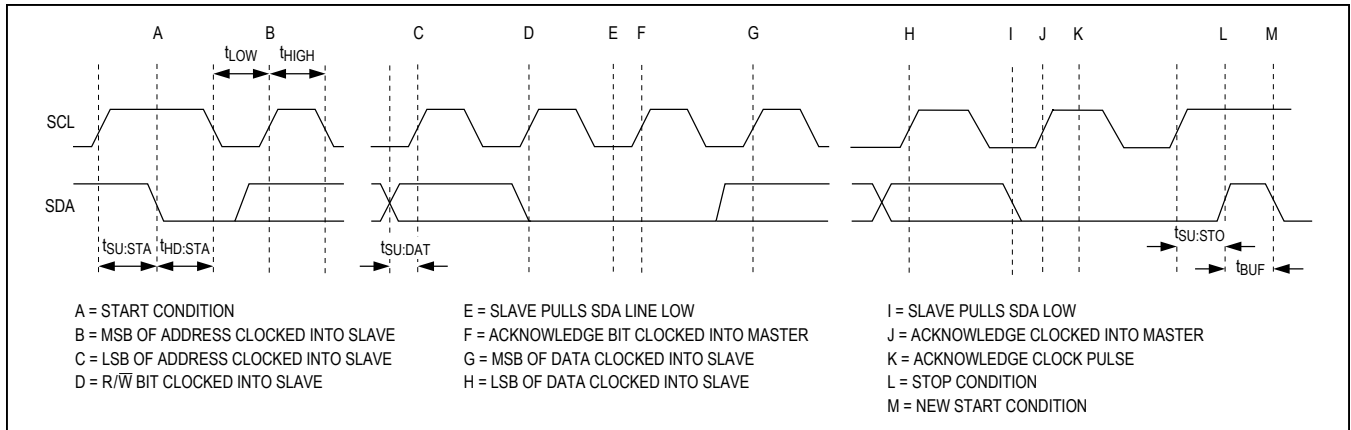 A B C D E F G H I J K L M
tLOW tHIGH
SCL
SDA
tSU:STA tHD:STA tSU:DAT tSU:STO
tBUF
A = START CONDITION
B = MSB OF ADDRESS CLOCKED INTO SLAVE
C = LSB OF ADDRESS CLOCKED INTO SLAVE
D = R/W̅ BIT CLOCKED INTO SLAVE
E = SLAVE PULLS SDA LINE LOW
F = ACKNOWLEDGE BIT CLOCKED INTO MASTER
G = MSB OF DATA CLOCKED INTO SLAVE
H = LSB OF DATA CLOCKED INTO SLAVE
I = SLAVE PULLS SDA LOW
J = ACKNOWLEDGE CLOCKED INTO MASTER
K = ACKNOWLEDGE CLOCK PULSE
L = STOP CONDITION
M = NEW START CONDITION